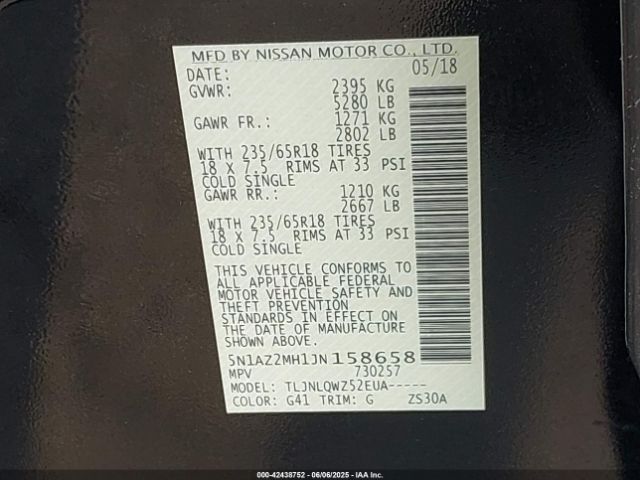 MFD BY NISSAN MOTOR CO., LTD.
DATE: 05/18
GVWR: 2395 KG
5280 LB
GAWR FR.: 1271 KG
2802 LB
WITH 235/65R18 TIRES
18 X 7.5 RIMS AT 33 PSI
COLD SINGLE
GAWR RR.: 1210 KG
2667 LB
WITH 235/65R18 TIRES
18 X 7.5 RIMS AT 33 PSI
COLD SINGLE
THIS VEHICLE CONFORMS TO
ALL APPLICABLE FEDERAL
MOTOR VEHICLE SAFETY AND
THEFT PREVENTION
STANDARDS IN EFFECT ON
THE DATE OF MANUFACTURE
SHOWN ABOVE.
5N1AZ2MH1JN158658
MPV 730257
MODEL: TLJNLQWZ52EUA-----
COLOR: G41 TRIM: G ZS30A
000-42438752 - 06/06/2025 - IAA Inc.